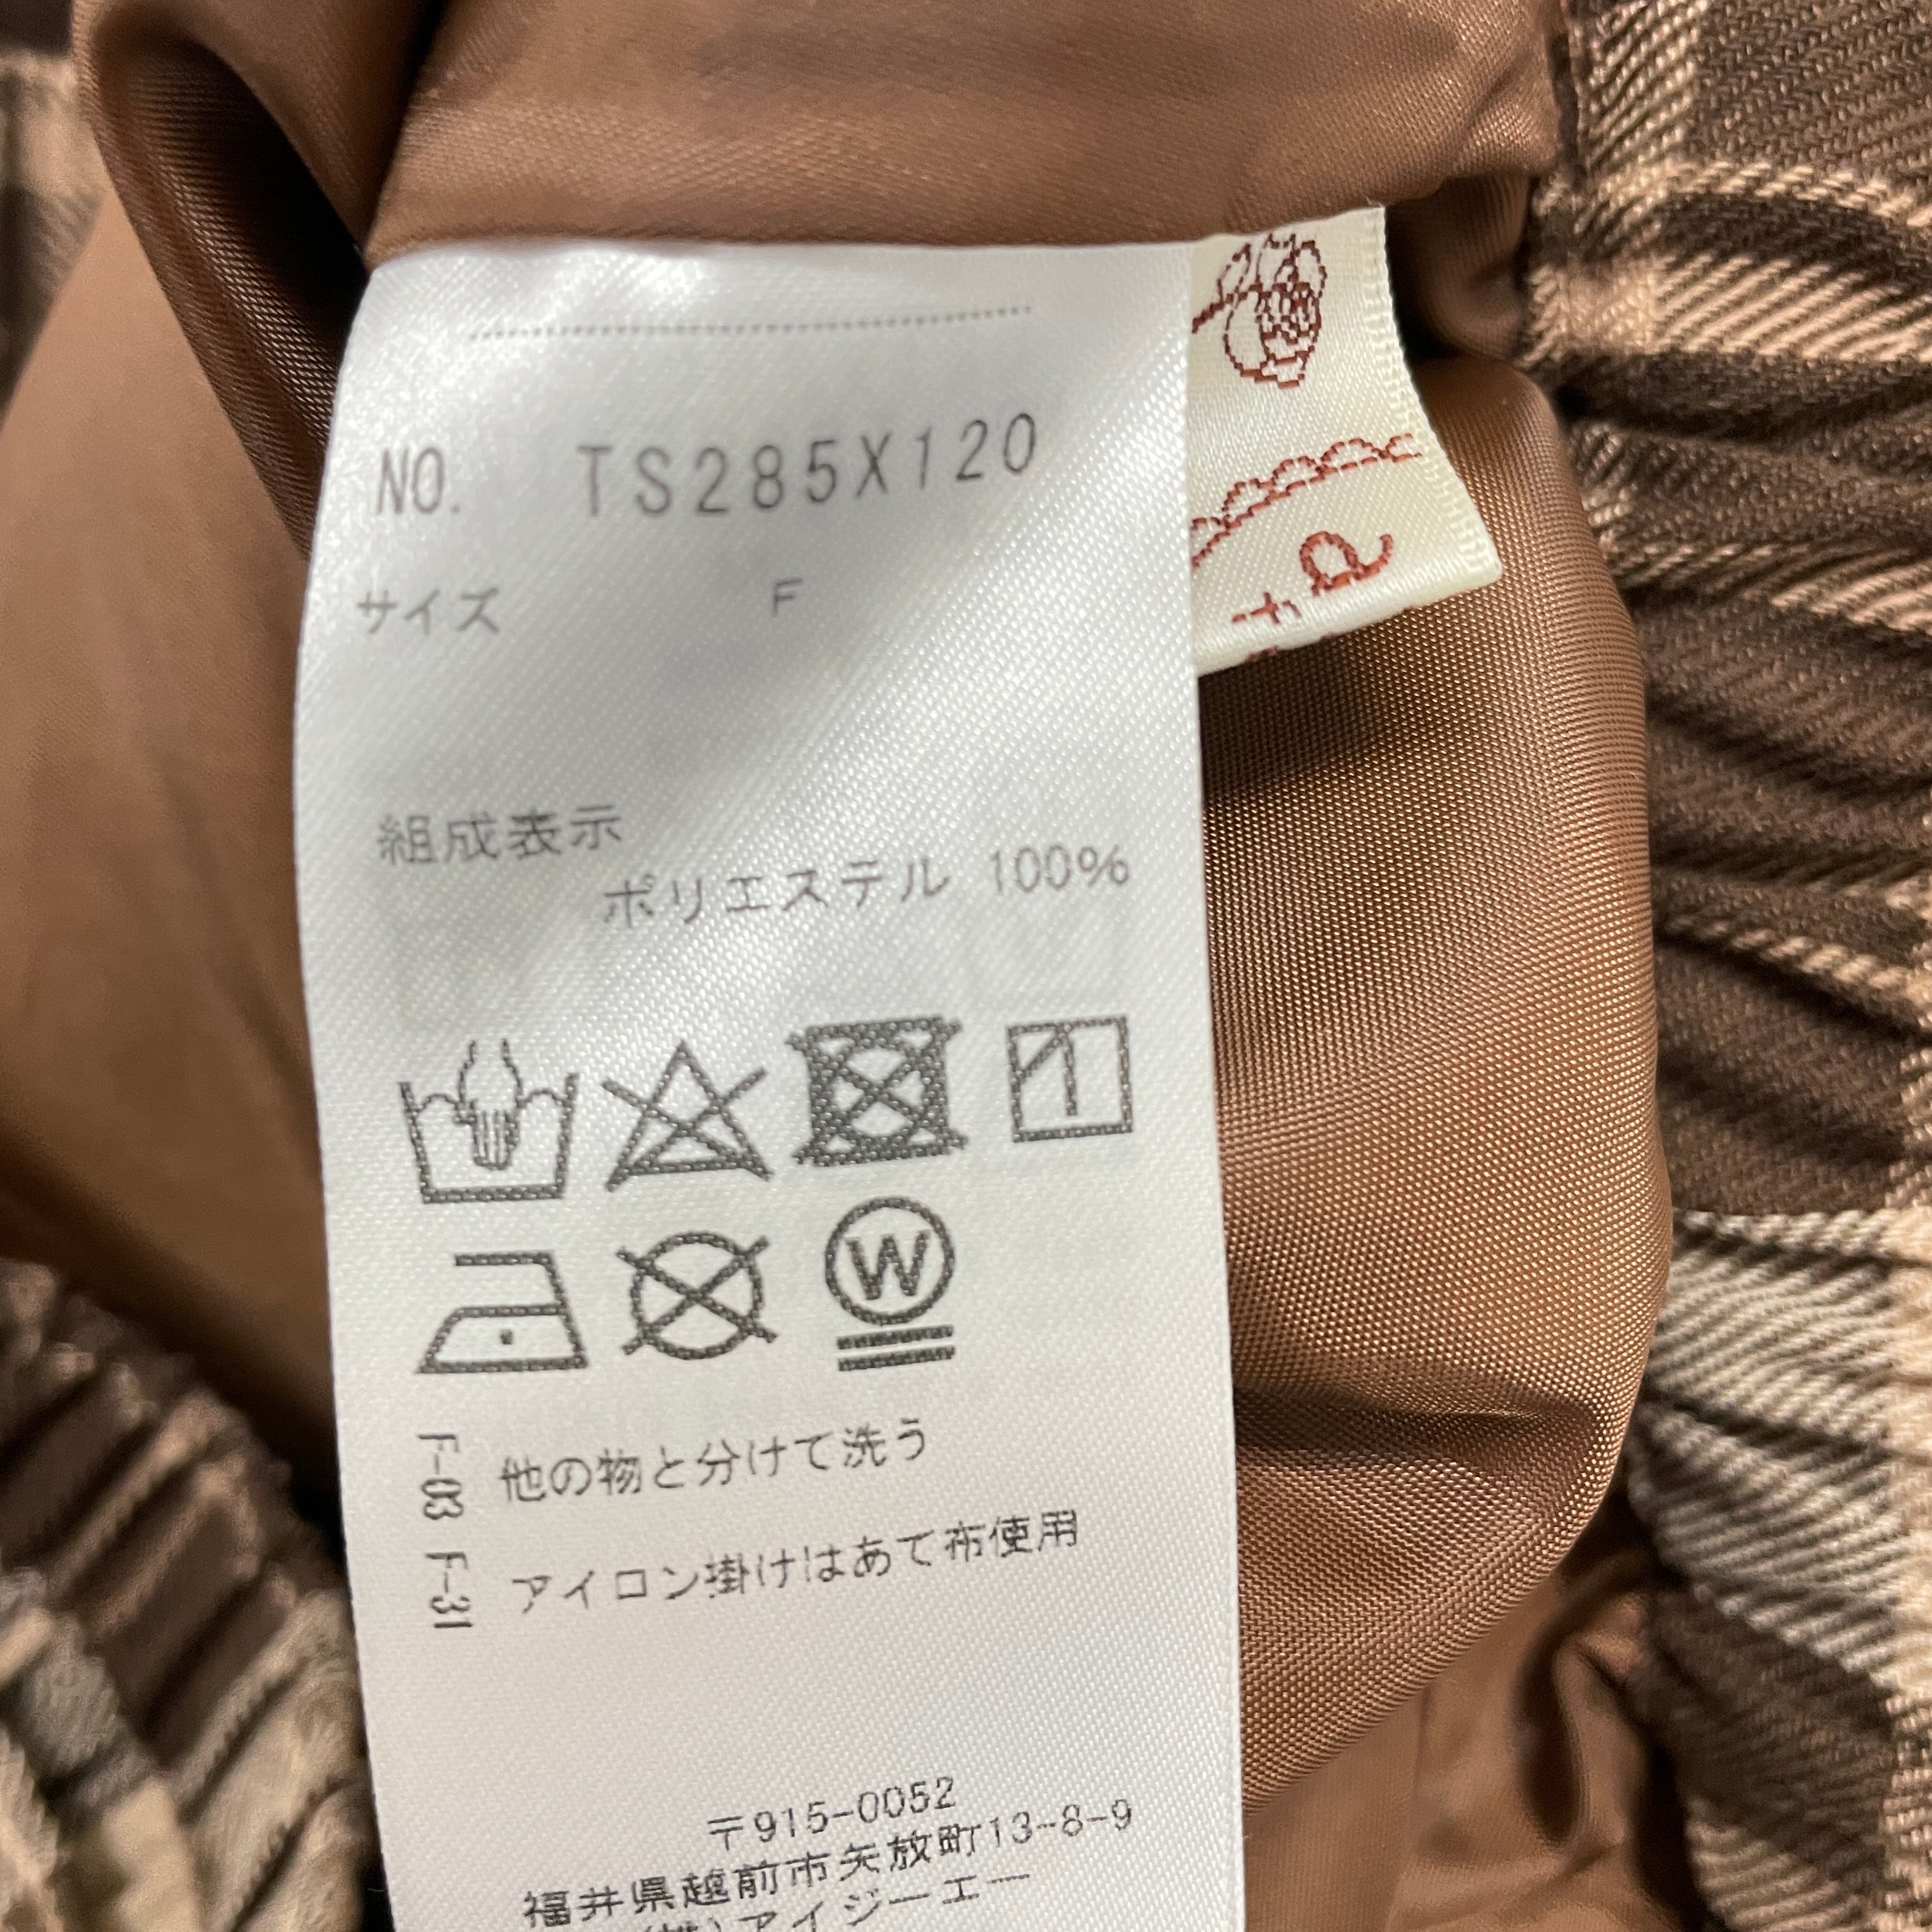 NO. TS285X120
サイズ F
組成表示
ポリエステル 100%
W
F-03 他の物と分けて洗う
F-31 アイロン掛けはあて布使用
〒915-0052
福井県越前市矢放町13-8-9
(株)アイジーエー